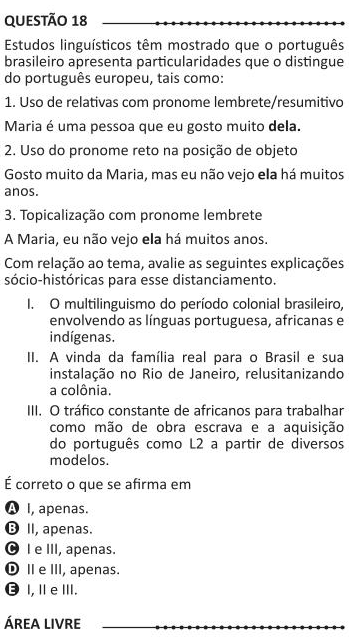 QUESTÃO 18
Estudos linguísticos têm mostrado que o português
brasileiro apresenta particularidades que o distingue
do português europeu, tais como:
1. Uso de relativas com pronome lembrete/resumitivo
Maria é uma pessoa que eu gosto muito dela.
2. Uso do pronome reto na posição de objeto
Gosto muito da Maria, mas eu não vejo ela há muitos
anos.
3. Topicalização com pronome lembrete
A Maria, eu não vejo ela há muitos anos.
Com relação ao tema, avalie as seguintes explicações
sócio-históricas para esse distanciamento.
I. O multilinguismo do período colonial brasileiro,
envolvendo as línguas portuguesa, africanas e
indígenas.
II. A vinda da família real para o Brasil e sua
instalação no Rio de Janeiro, relusitanizando
a colônia.
III. O tráfico constante de africanos para trabalhar
como mão de obra escrava e a aquisição
do português como L2 a partir de diversos
modelos.
É correto o que se afirma em
A I, apenas.
B II, apenas.
C I e III, apenas.
D II e III, apenas.
E I, II e III.
ÁREA LIVRE